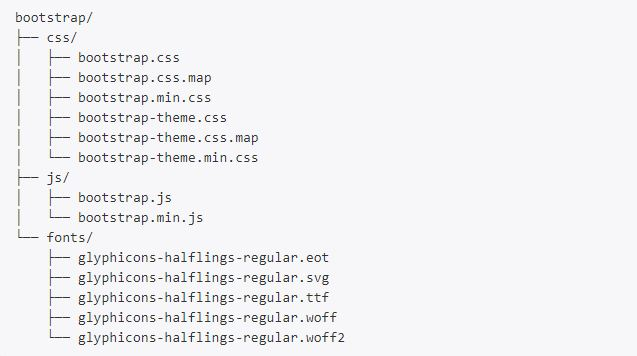 bootstrap/
├── css/
│   ├── bootstrap.css
│   ├── bootstrap.css.map
│   ├── bootstrap.min.css
│   ├── bootstrap-theme.css
│   ├── bootstrap-theme.css.map
│   └── bootstrap-theme.min.css
├── js/
│   ├── bootstrap.js
│   └── bootstrap.min.js
└── fonts/
    ├── glyphicons-halflings-regular.eot
    ├── glyphicons-halflings-regular.svg
    ├── glyphicons-halflings-regular.ttf
    ├── glyphicons-halflings-regular.woff
    └── glyphicons-halflings-regular.woff2